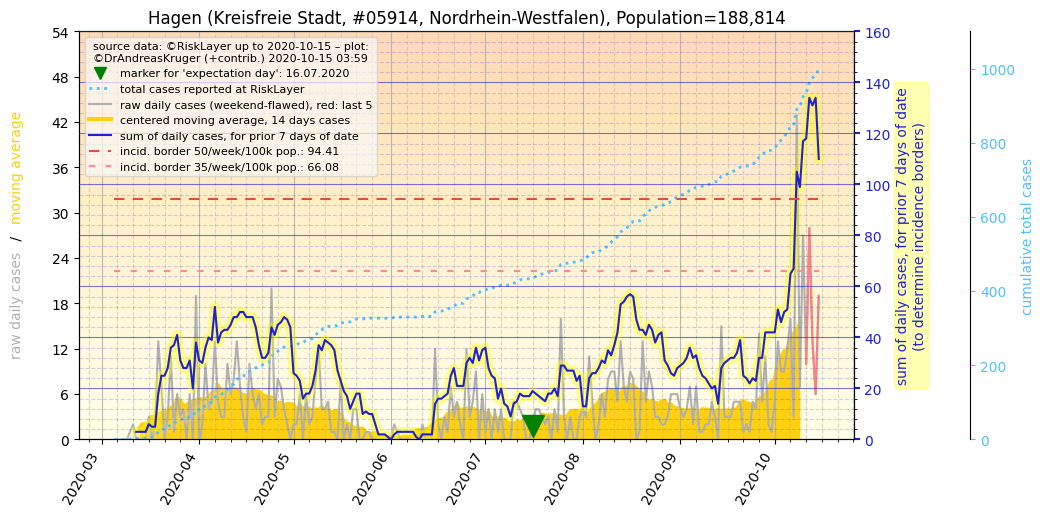 Hagen (Kreisfreie Stadt, #05914, Nordrhein-Westfalen), Population=188,814
source data: ©RiskLayer up to 2020-10-15 – plot:
©DrAndreasKruger (+contrib.) 2020-10-15 03:59
marker for 'expectation day': 16.07.2020
total cases reported at RiskLayer
raw daily cases (weekend-flawed), red: last 5
centered moving average, 14 days cases
sum of daily cases, for prior 7 days of date
incid. border 50/week/100k pop.: 94.41
incid. border 35/week/100k pop.: 66.08
raw daily cases / moving average
54
48
42
36
30
24
18
12
6
0
2020-03
2020-04
2020-05
2020-06
2020-07
2020-08
2020-09
2020-10
160
140
120
100
80
60
40
20
0
sum of daily cases, for prior 7 days of date
(to determine incidence borders)
1000
800
600
400
200
0
cumulative total cases